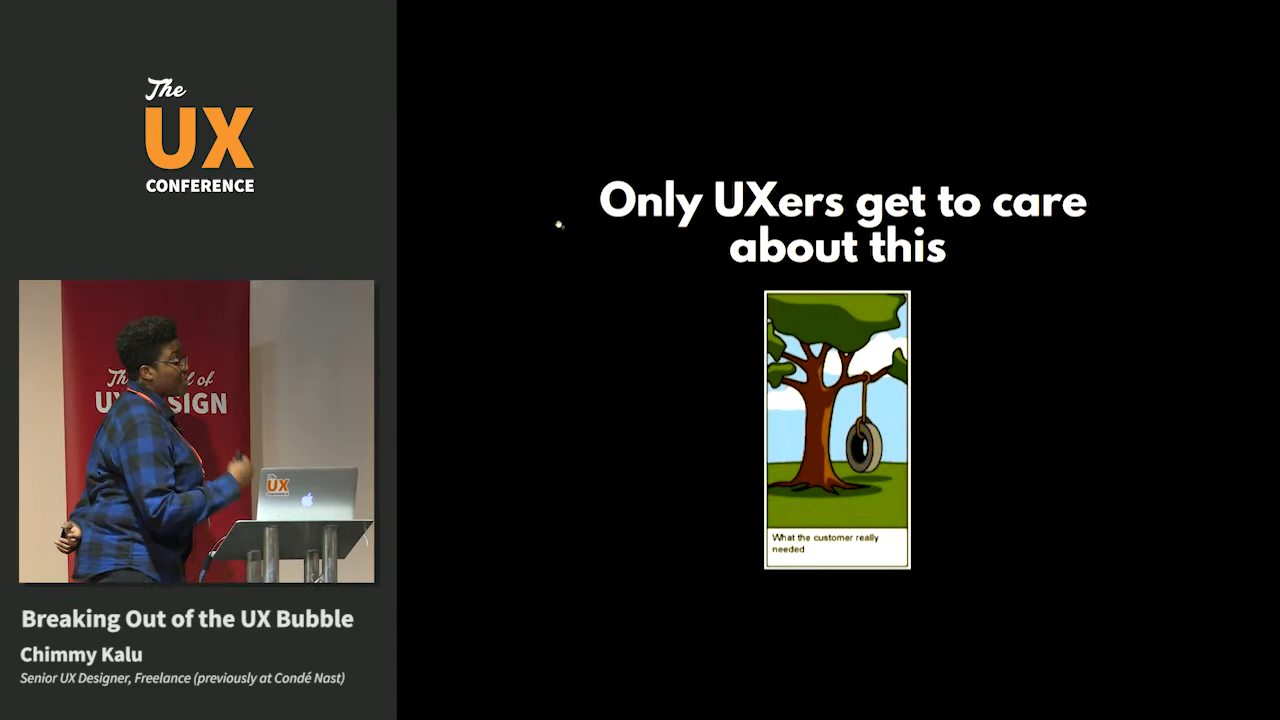 The
UX
CONFERENCE
Only UXers get to care
about this
What the customer really
needed
UX
Breaking Out of the UX Bubble
Chimmy Kalu
Senior UX Designer, Freelance (previously at Condé Nast)